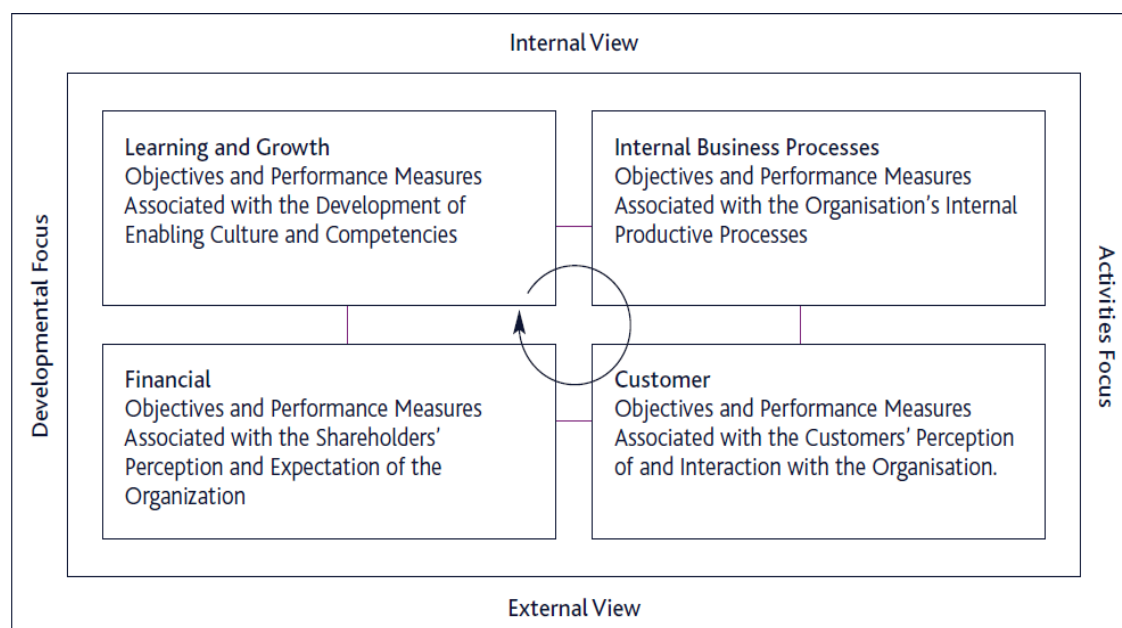 Internal View
Developmental Focus
Learning and Growth
Objectives and Performance Measures
Associated with the Development of
Enabling Culture and Competencies
Internal Business Processes
Objectives and Performance Measures
Associated with the Organisation's Internal
Productive Processes
Activities Focus
Financial
Objectives and Performance Measures
Associated with the Shareholders'
Perception and Expectation of the
Organization
Customer
Objectives and Performance Measures
Associated with the Customers' Perception
of and Interaction with the Organisation.
External View